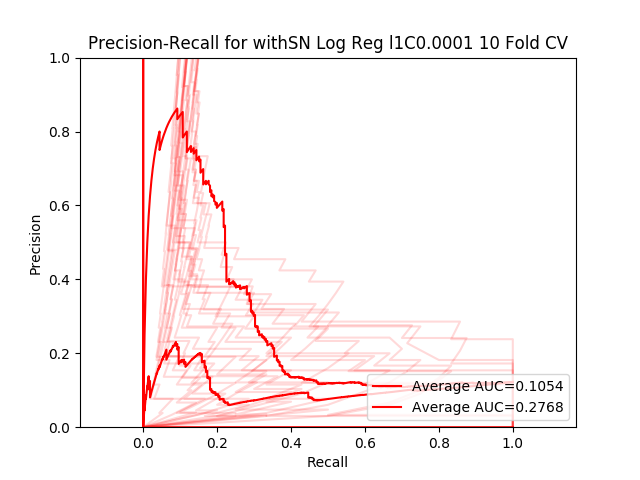 Precision-Recall for withSN Log Reg l1C0.0001 10 Fold CV
1.0
0.8
0.6
0.4
0.2
0.0
Precision
0.0 0.2 0.4 0.6 0.8 1.0
Recall
Average AUC=0.1054
Average AUC=0.2768